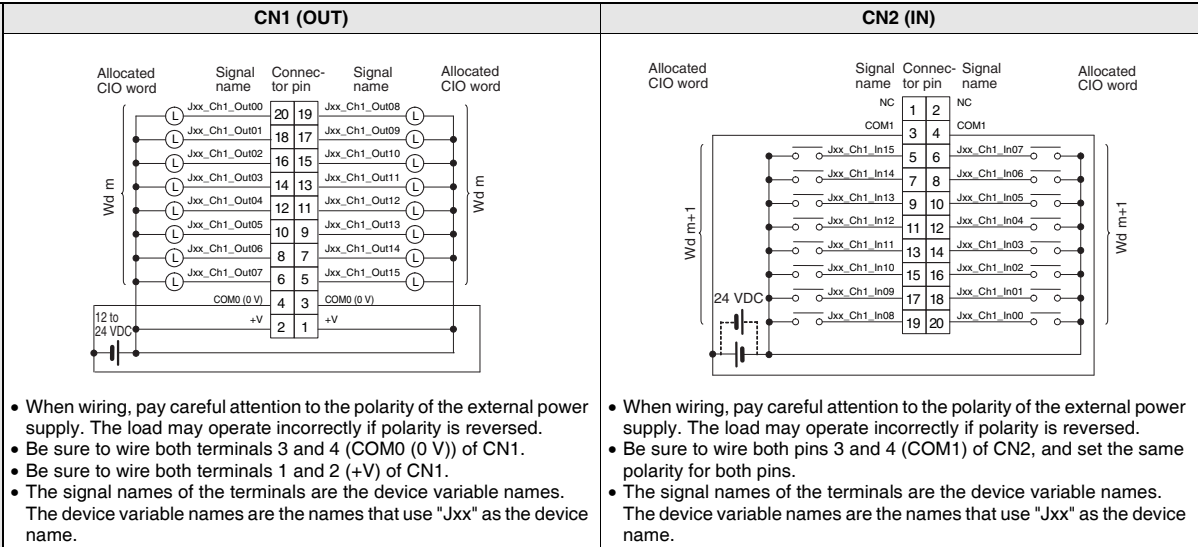 CN1 (OUT)
Allocated CIO word Signal name Connec-tor pin Signal name Allocated CIO word
Jxx_Ch1_Out00 20 19 Jxx_Ch1_Out08
Jxx_Ch1_Out01 18 17 Jxx_Ch1_Out09
Jxx_Ch1_Out02 16 15 Jxx_Ch1_Out10
Jxx_Ch1_Out03 14 13 Jxx_Ch1_Out11
Jxx_Ch1_Out04 12 11 Jxx_Ch1_Out12
Jxx_Ch1_Out05 10 9 Jxx_Ch1_Out13
Jxx_Ch1_Out06 8 7 Jxx_Ch1_Out14
Jxx_Ch1_Out07 6 5 Jxx_Ch1_Out15
COM0 (0 V) 4 3 COM0 (0 V)
+V 2 1 +V
L L
L L
L L
L L
L L
L L
L L
L L
Wd m
Wd m
12 to
24 VDC
• When wiring, pay careful attention to the polarity of the external power
supply. The load may operate incorrectly if polarity is reversed.
• Be sure to wire both terminals 3 and 4 (COM0 (0 V)) of CN1.
• Be sure to wire both terminals 1 and 2 (+V) of CN1.
• The signal names of the terminals are the device variable names.
The device variable names are the names that use "Jxx" as the device
name.
CN2 (IN)
Allocated CIO word Signal name Connec-tor pin Signal name Allocated CIO word
NC 1 2 NC
COM1 3 4 COM1
Jxx_Ch1_In15 5 6 Jxx_Ch1_In07
Jxx_Ch1_In14 7 8 Jxx_Ch1_In06
Jxx_Ch1_In13 9 10 Jxx_Ch1_In05
Jxx_Ch1_In12 11 12 Jxx_Ch1_In04
Jxx_Ch1_In11 13 14 Jxx_Ch1_In03
Jxx_Ch1_In10 15 16 Jxx_Ch1_In02
Jxx_Ch1_In09 17 18 Jxx_Ch1_In01
Jxx_Ch1_In08 19 20 Jxx_Ch1_In00
Wd m+1
Wd m+1
24 VDC
• When wiring, pay careful attention to the polarity of the external power
supply. The load may operate incorrectly if polarity is reversed.
• Be sure to wire both pins 3 and 4 (COM1) of CN2, and set the same
polarity for both pins.
• The signal names of the terminals are the device variable names.
The device variable names are the names that use "Jxx" as the device
name.